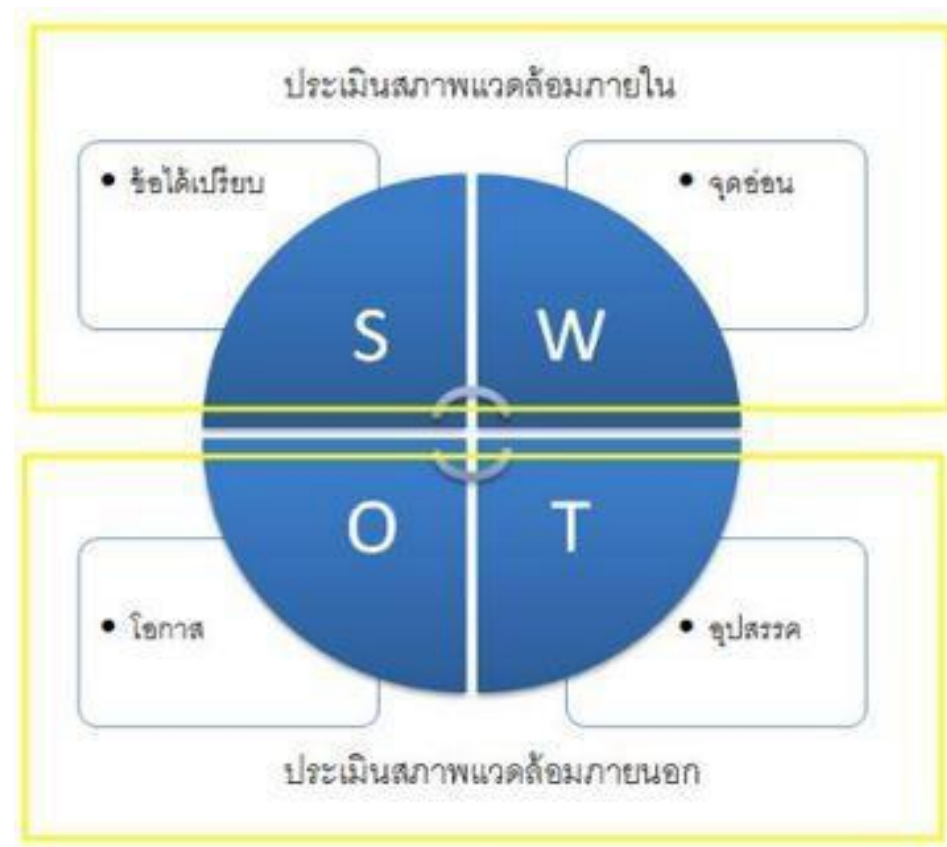 ประเมินสภาพแวดล้อมภายใน
• ข้อได้เปรียบ
• จุดอ่อน
S W
O T
• โอกาส
• อุปสรรค
ประเมินสภาพแวดล้อมภายนอก